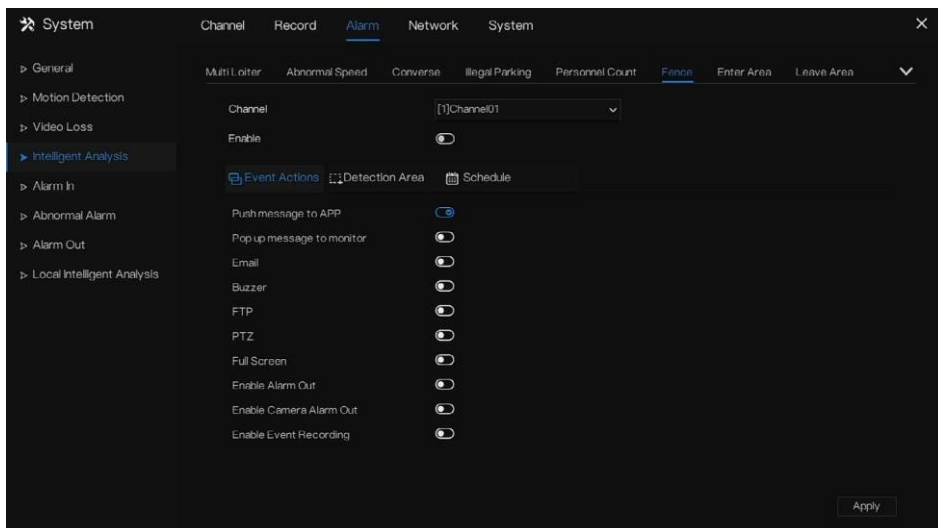 System
Channel Record Alarm Network System
General
Motion Detection
Video Loss
Intelligent Analysis
Alarm In
Abnormal Alarm
Alarm Out
Local Intelligent Analysis
Multi Loiter Abnormal Speed Converse Illegal Parking Personnel Count Fence Enter Area Leave Area
Channel [1]Channel01
Enable
Event Actions Detection Area Schedule
Push message to APP
Pop up message to monitor
Email
Buzzer
FTP
PTZ
Full Screen
Enable Alarm Out
Enable Camera Alarm Out
Enable Event Recording
Apply